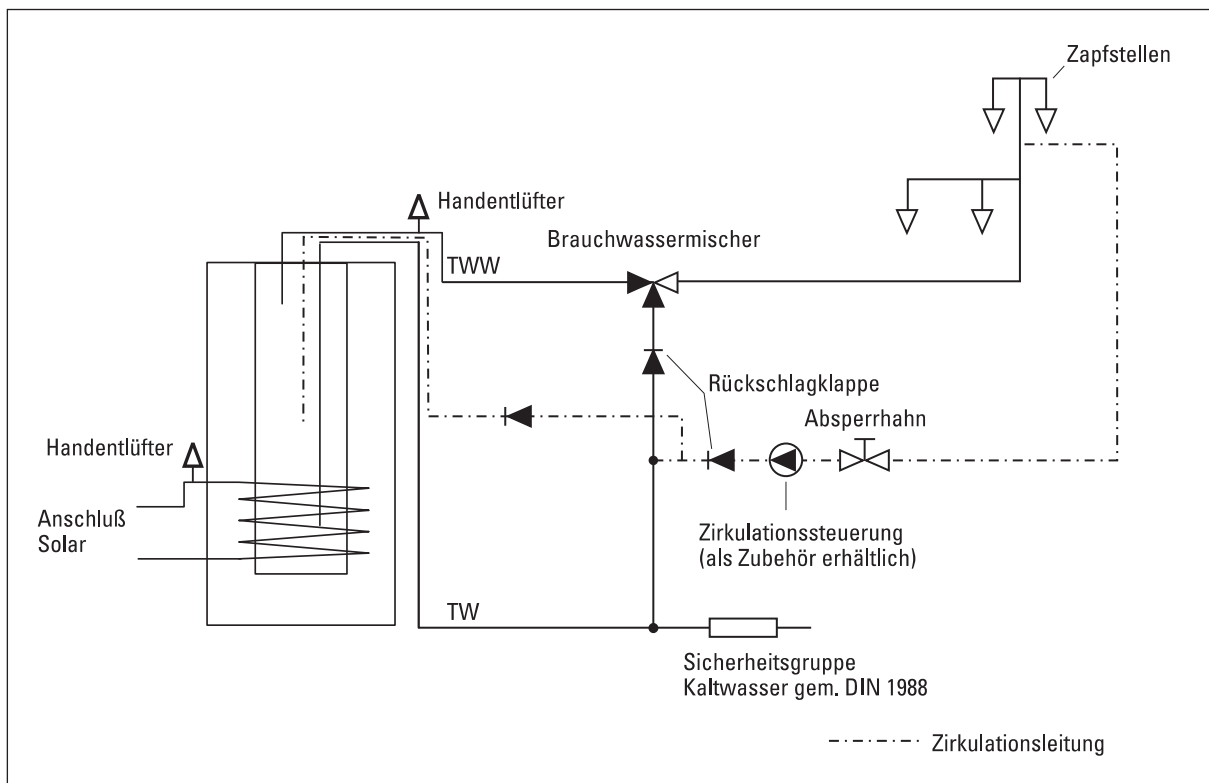 Zapfstellen
Handentlüfter
Brauchwassermischer
TWW
Rückschlagklappe
Absperrhahn
Handentlüfter
Anschluß
Solar
Zirkulationssteuerung
(als Zubehör erhältlich)
TW
Sicherheitsgruppe
Kaltwasser gem. DIN 1988
Zirkulationsleitung